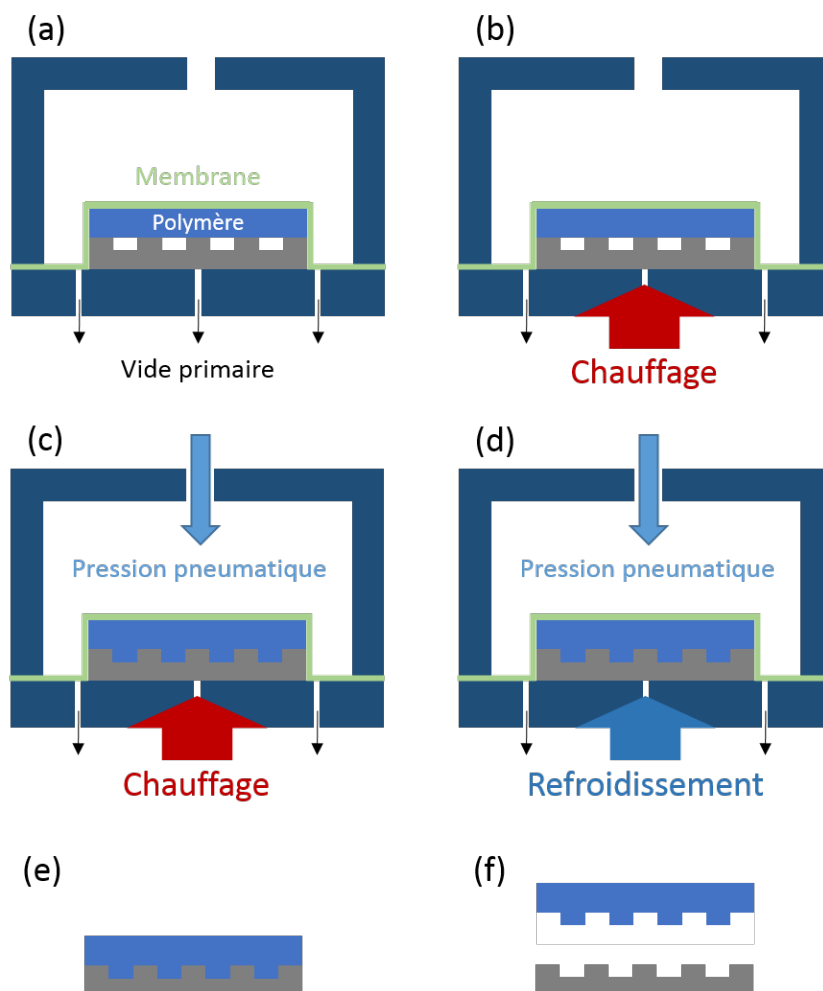 (a)
(b)
Membrane
Polymère
Vide primaire
Chauffage
(c)
(d)
Pression pneumatique
Pression pneumatique
Chauffage
Refroidissement
(e)
(f)